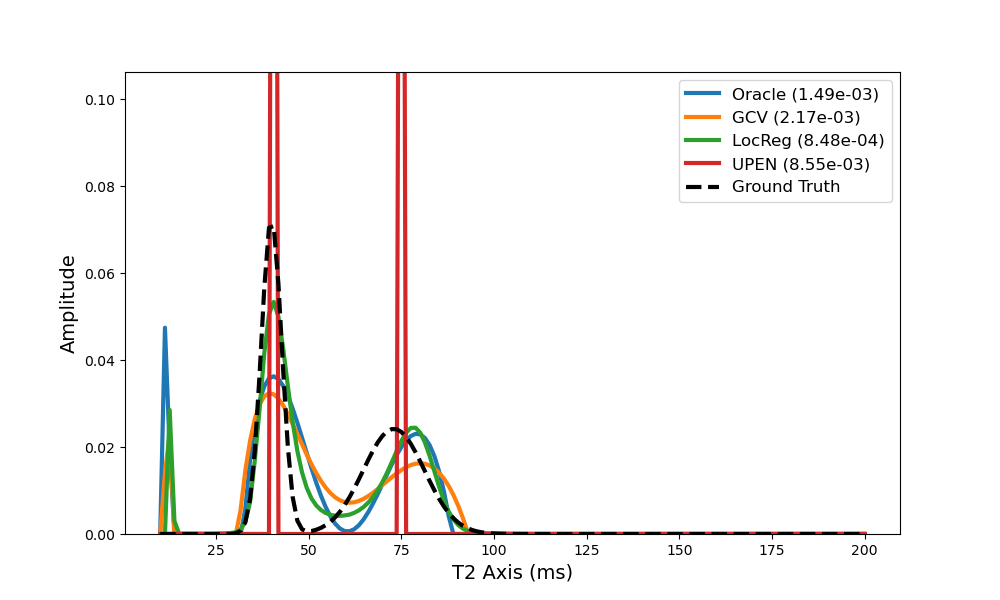 Oracle (1.49e-03)
GCV (2.17e-03)
LocReg (8.48e-04)
UPEN (8.55e-03)
Ground Truth
Amplitude
0.10
0.08
0.06
0.04
0.02
0.00
25 50 75 100 125 150 175 200
T2 Axis (ms)